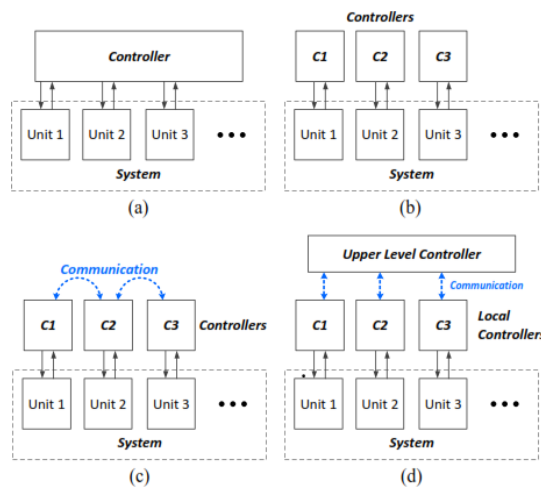 Controller
Unit 1 Unit 2 Unit 3 •••
System
(a)
Controllers
C1 C2 C3
Unit 1 Unit 2 Unit 3 •••
System
(b)
Communication
C1 C2 C3 Controllers
Unit 1 Unit 2 Unit 3 •••
System
(c)
Upper Level Controller
Communication
C1 C2 C3 Local
Controllers
Unit 1 Unit 2 Unit 3 •••
System
(d)